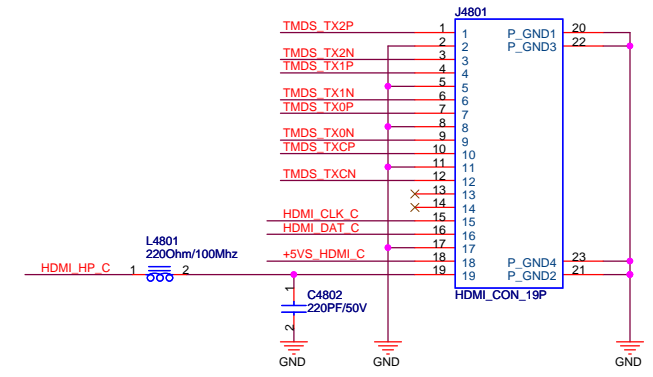 J4801
TMDS_TX2P 1 1 P_GND1 20
2 2 P_GND3 22
TMDS_TX2N 3 3
TMDS_TX1P 4 4
5 5
TMDS_TX1N 6 6
TMDS_TX0P 7 7
8 8
TMDS_TX0N 9 9
TMDS_TXCP 10 10
11 11
TMDS_TXCN 12 12
13 13
14 14
HDMI_CLK_C 15 15
HDMI_DAT_C 16 16
17 17
+5VS_HDMI_C 18 18 P_GND4 23
19 19 P_GND2 21
HDMI_CON_19P
L4801
220Ohm/100Mhz
HDMI_HP_C 1 2
1
C4802
220PF/50V
2
GND GND GND